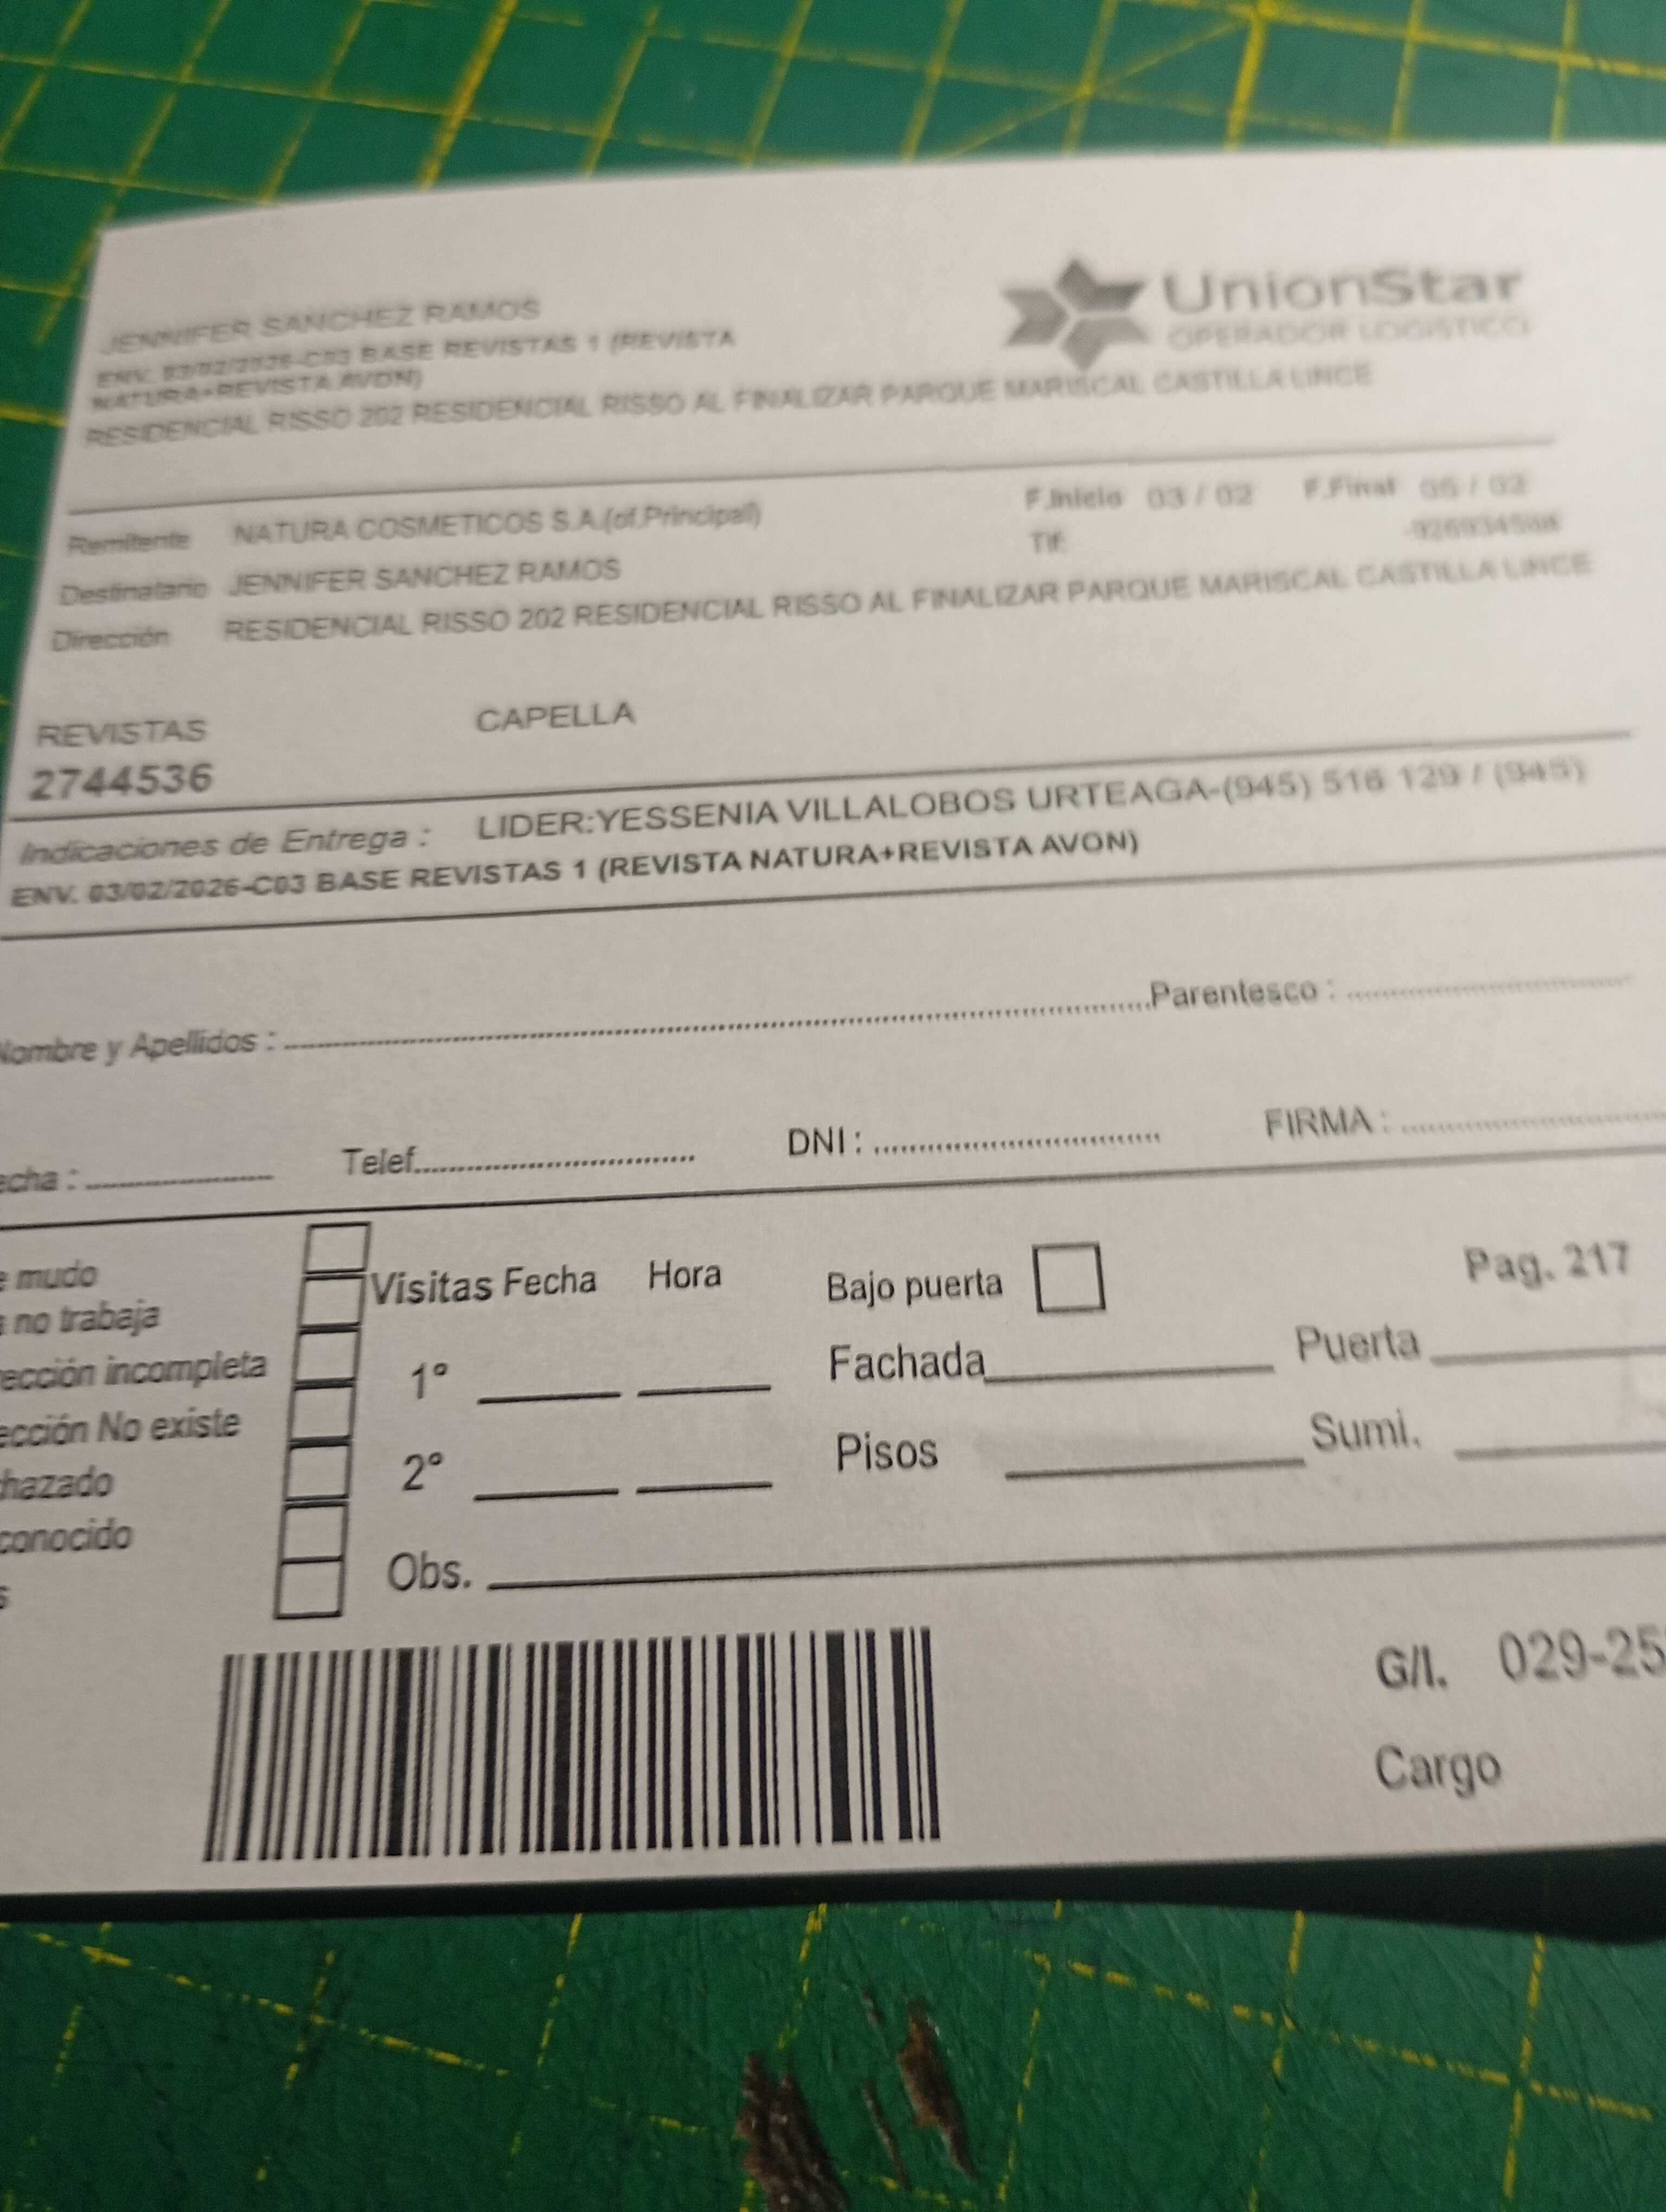 JENNIFER SANCHEZ RAMOS
ENV. 03/02/2026-C03 BASE REVISTAS 1 (REVISTA
NATURA+REVISTA AVON)
RESIDENCIAL RISSO 202 RESIDENCIAL RISSO AL FINALIZAR PARQUE MARISCAL CASTILLA LINCE
UnionStar
OPERADOR LOGISTICO
Remitente NATURA COSMETICOS S.A.(of.Principal) F.Inicio 03 / 02 F.Final 05 / 02
Destinatario JENNIFER SANCHEZ RAMOS Tlf:
Dirección RESIDENCIAL RISSO 202 RESIDENCIAL RISSO AL FINALIZAR PARQUE MARISCAL CASTILLA LINCE
REVISTAS CAPELLA
2744536
Indicaciones de Entrega : LIDER:YESSENIA VILLALOBOS URTEAGA-(945) 516 129 / (945)
ENV. 03/02/2026-C03 BASE REVISTAS 1 (REVISTA NATURA+REVISTA AVON)
Nombre y Apellidos : Parentesco :
echa : Telef. DNI : FIRMA :
e mudo
no trabaja
ección incompleta
ección No existe
hazado
conocido
s
Visitas Fecha Hora Bajo puerta Pag. 217
1° Fachada Puerta
2° Pisos Sumi.
Obs.
G/I. 029-25
Cargo